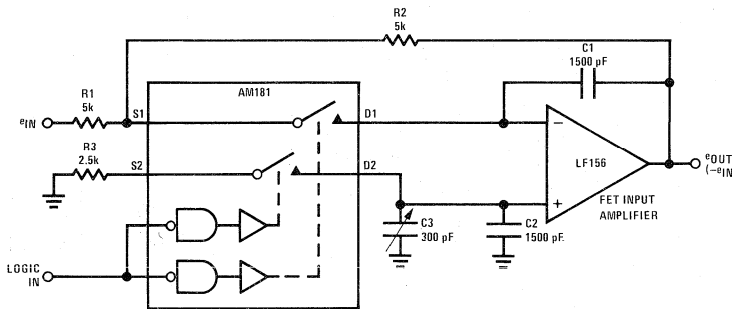 R2
5k
C1
1500 pF
R1
5k
AM181
eIN
S1
D1
R3
2.5k
S2
D2
−
LF156
+
eOUT
(−eIN
FET INPUT
AMPLIFIER
C3
300 pF
C2
1500 pF
LOGIC
IN